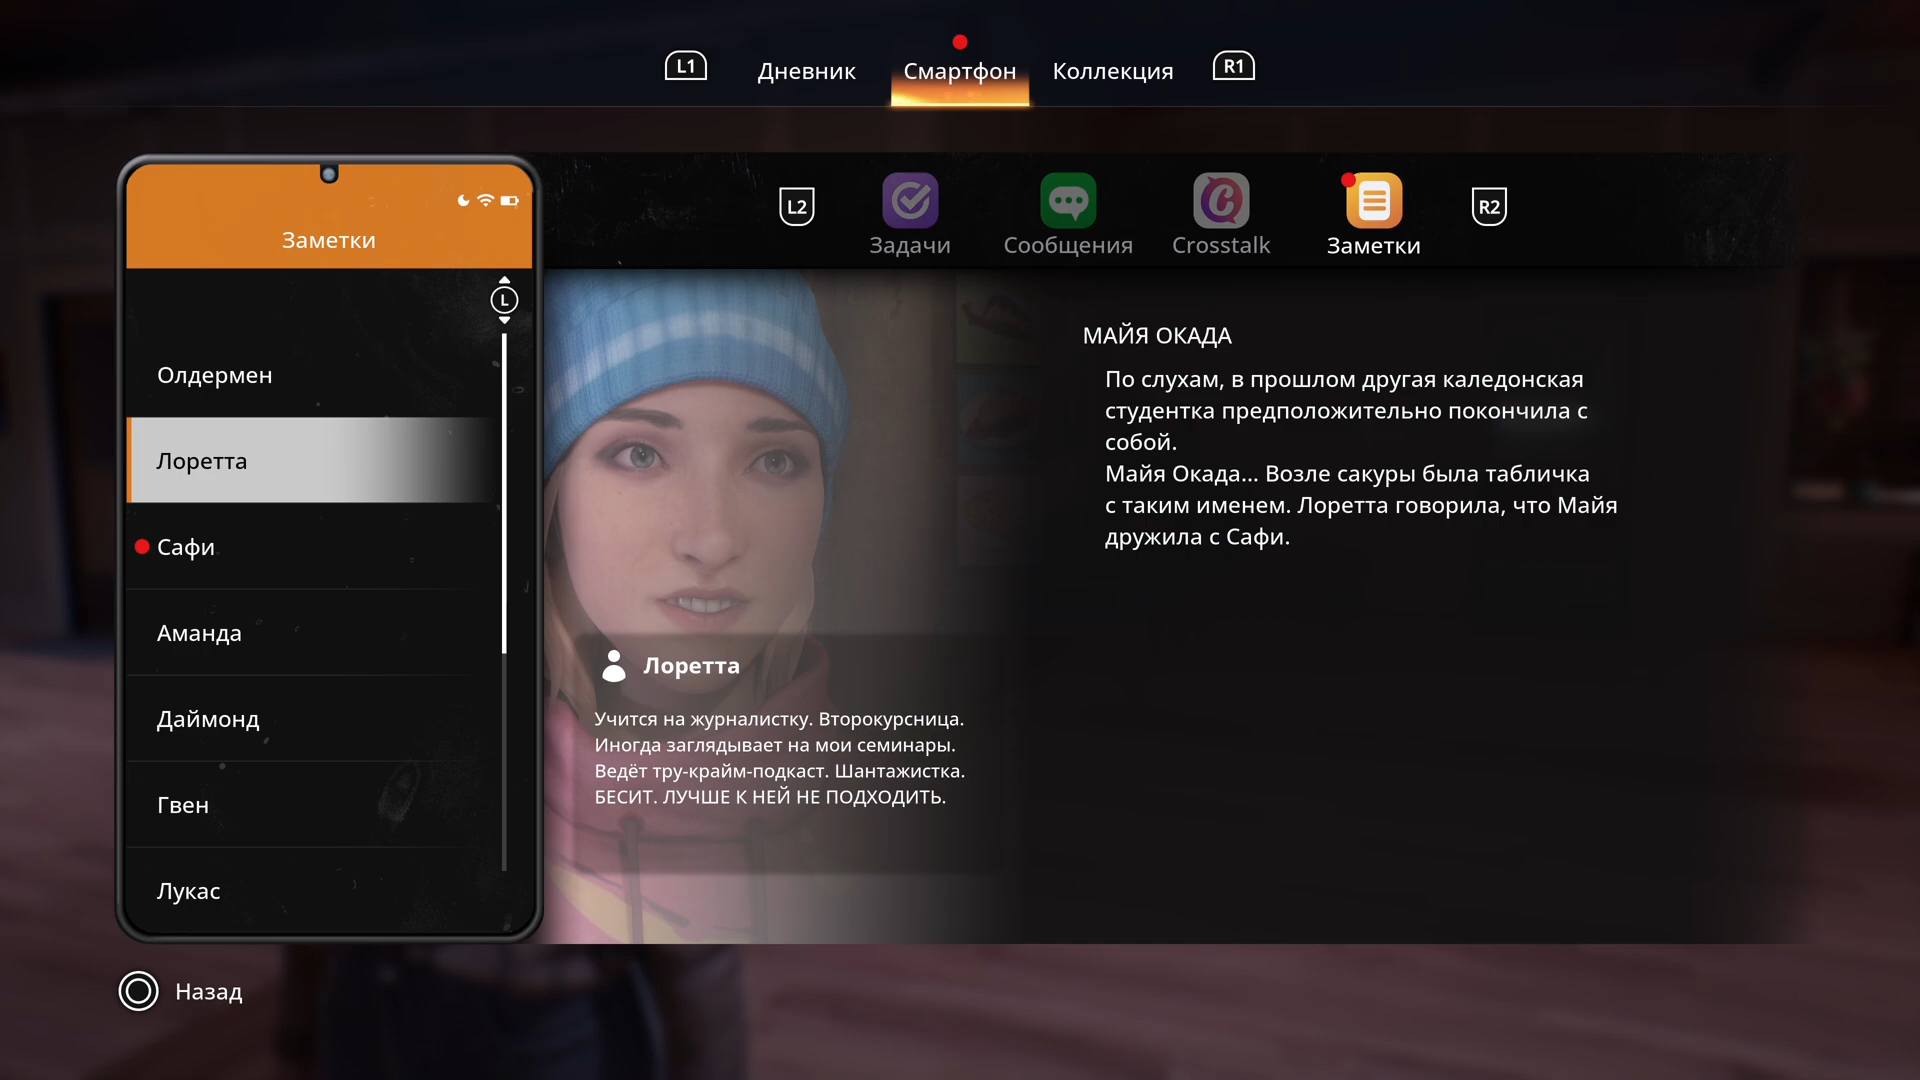 L1
Дневник
Смартфон
Коллекция
R1
Заметки
L
Олдермен
Лоретта
Сафи
Аманда
Даймонд
Гвен
Лукас
L2
Задачи
Сообщения
Crosstalk
Заметки
R2
Лоретта
Учится на журналистку. Второкурсница.
Иногда заглядывает на мои семинары.
Ведёт тру-крайм-подкаст. Шантажистка.
БЕСИТ. ЛУЧШЕ К НЕЙ НЕ ПОДХОДИТЬ.
МАЙЯ ОКАДА
По слухам, в прошлом другая каледонская
студентка предположительно покончила с
собой.
Майя Окада... Возле сакуры была табличка
с таким именем. Лоретта говорила, что Майя
дружила с Сафи.
Назад